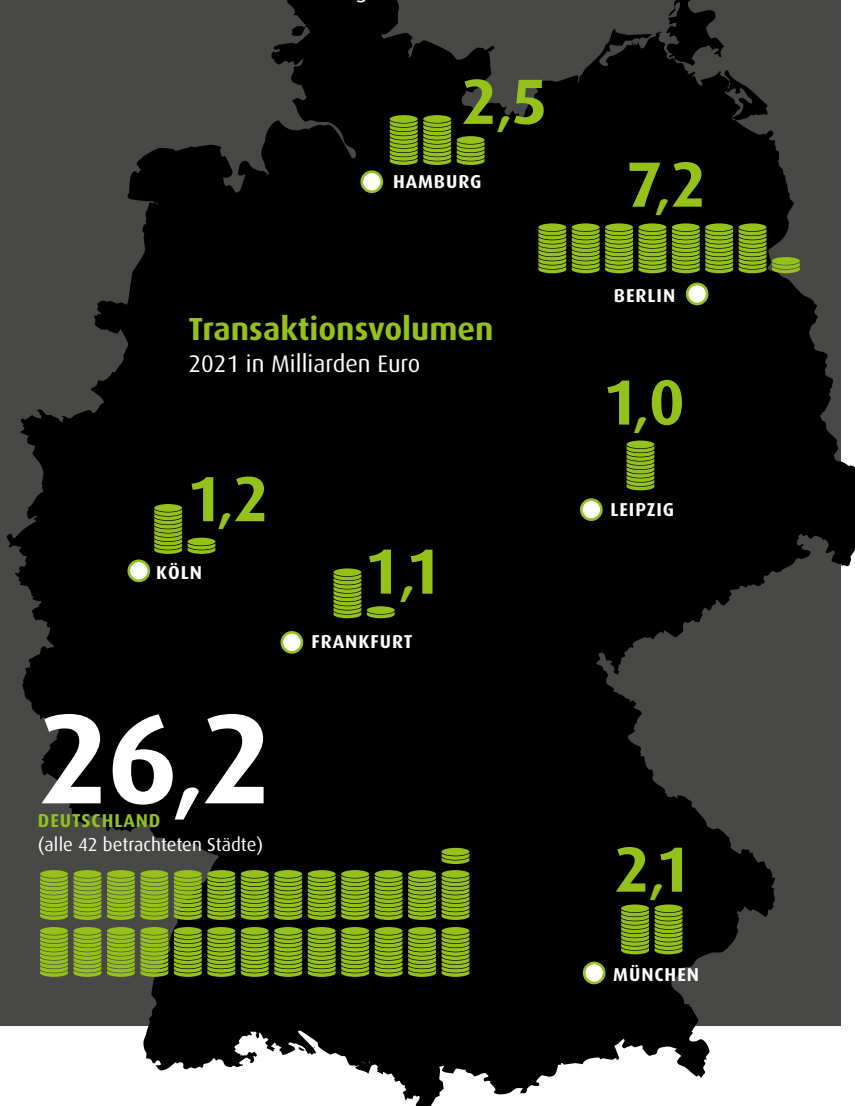 2,5
HAMBURG
7,2
BERLIN
Transaktionsvolumen
2021 in Milliarden Euro
1,0
LEIPZIG
1,2
KÖLN
1,1
FRANKFURT
26,2
DEUTSCHLAND
(alle 42 betrachteten Städte)
2,1
MÜNCHEN